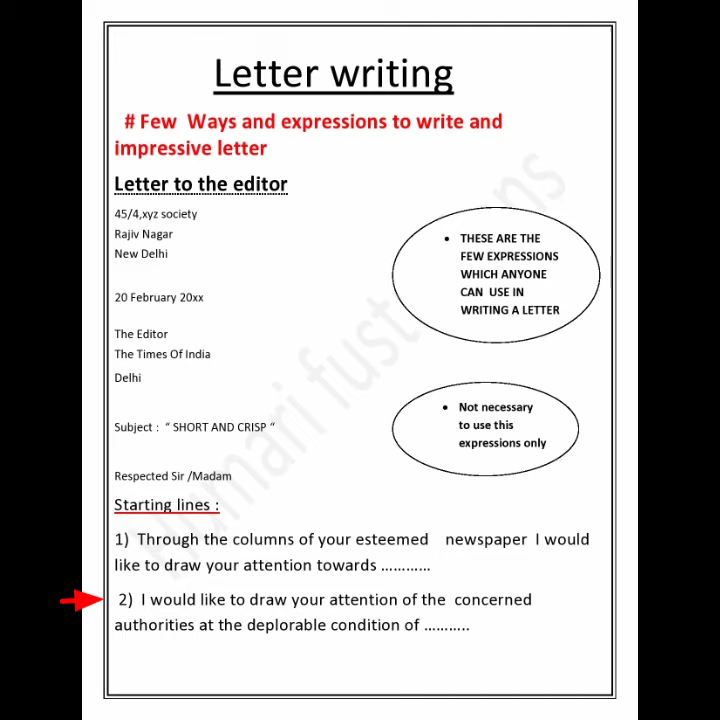 Letter writing
# Few Ways and expressions to write and
impressive letter
Letter to the editor
45/4,xyz society
Rajiv Nagar
New Delhi
20 February 20xx
The Editor
The Times Of India
Delhi
Subject : “ SHORT AND CRISP “
Respected Sir /Madam
• THESE ARE THE
FEW EXPRESSIONS
WHICH ANYONE
CAN USE IN
WRITING A LETTER
• Not necessary
to use this
expressions only
Starting lines :
1) Through the columns of your esteemed newspaper I would
like to draw your attention towards …………
2) I would like to draw your attention of the concerned
authorities at the deplorable condition of ………..